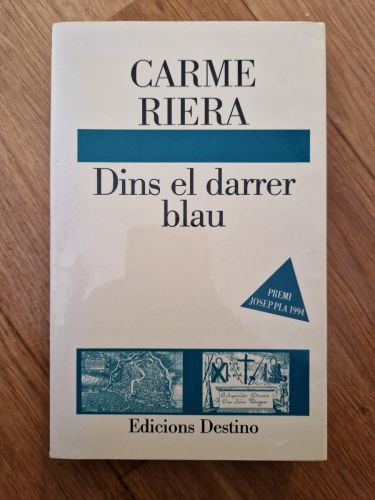 CARME
RIERA
Dins el darrer
blau
PREMI
JOSEP PLA 1994
Edicions Destino